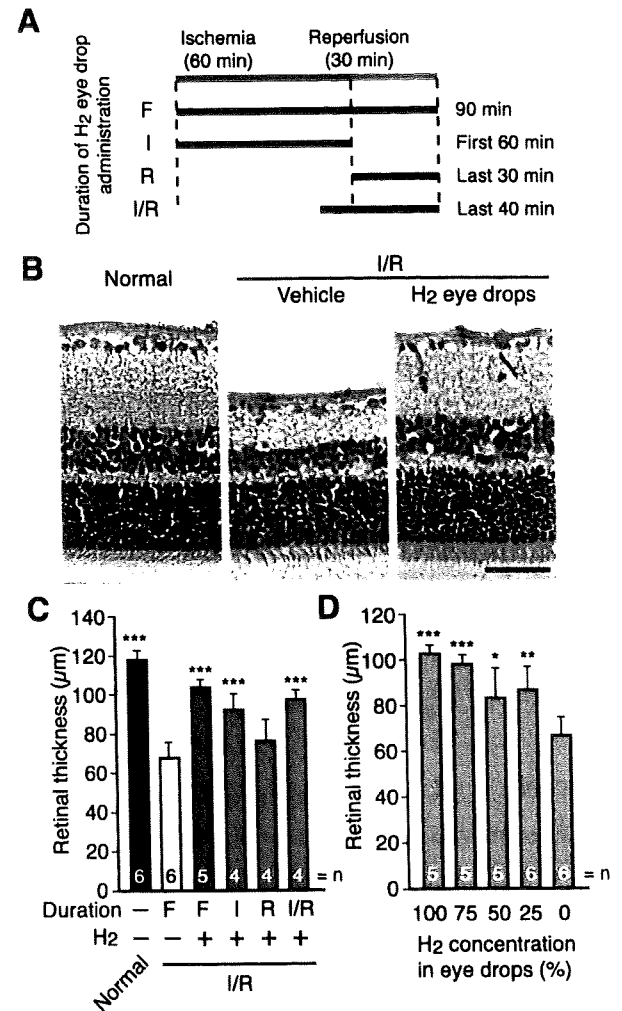 A
Ischemia
(60 min)
Reperfusion
(30 min)
Duration of H2 eye drop
administration
F
90 min
I
First 60 min
R
Last 30 min
I/R
Last 40 min
B
Normal
I/R
Vehicle
H2 eye drops
C
Retinal thickness (μm)
140
120
100
80
60
40
20
0
***
***
***
***
6 6 5 4 4 4 = n
Duration – F F I R I/R
H2 – – + + + +
Normal
I/R
D
Retinal thickness (μm)
120
100
80
60
40
20
0
***
***
*
**
5 5 5 6 6 = n
100 75 50 25 0
H2 concentration
in eye drops (%)